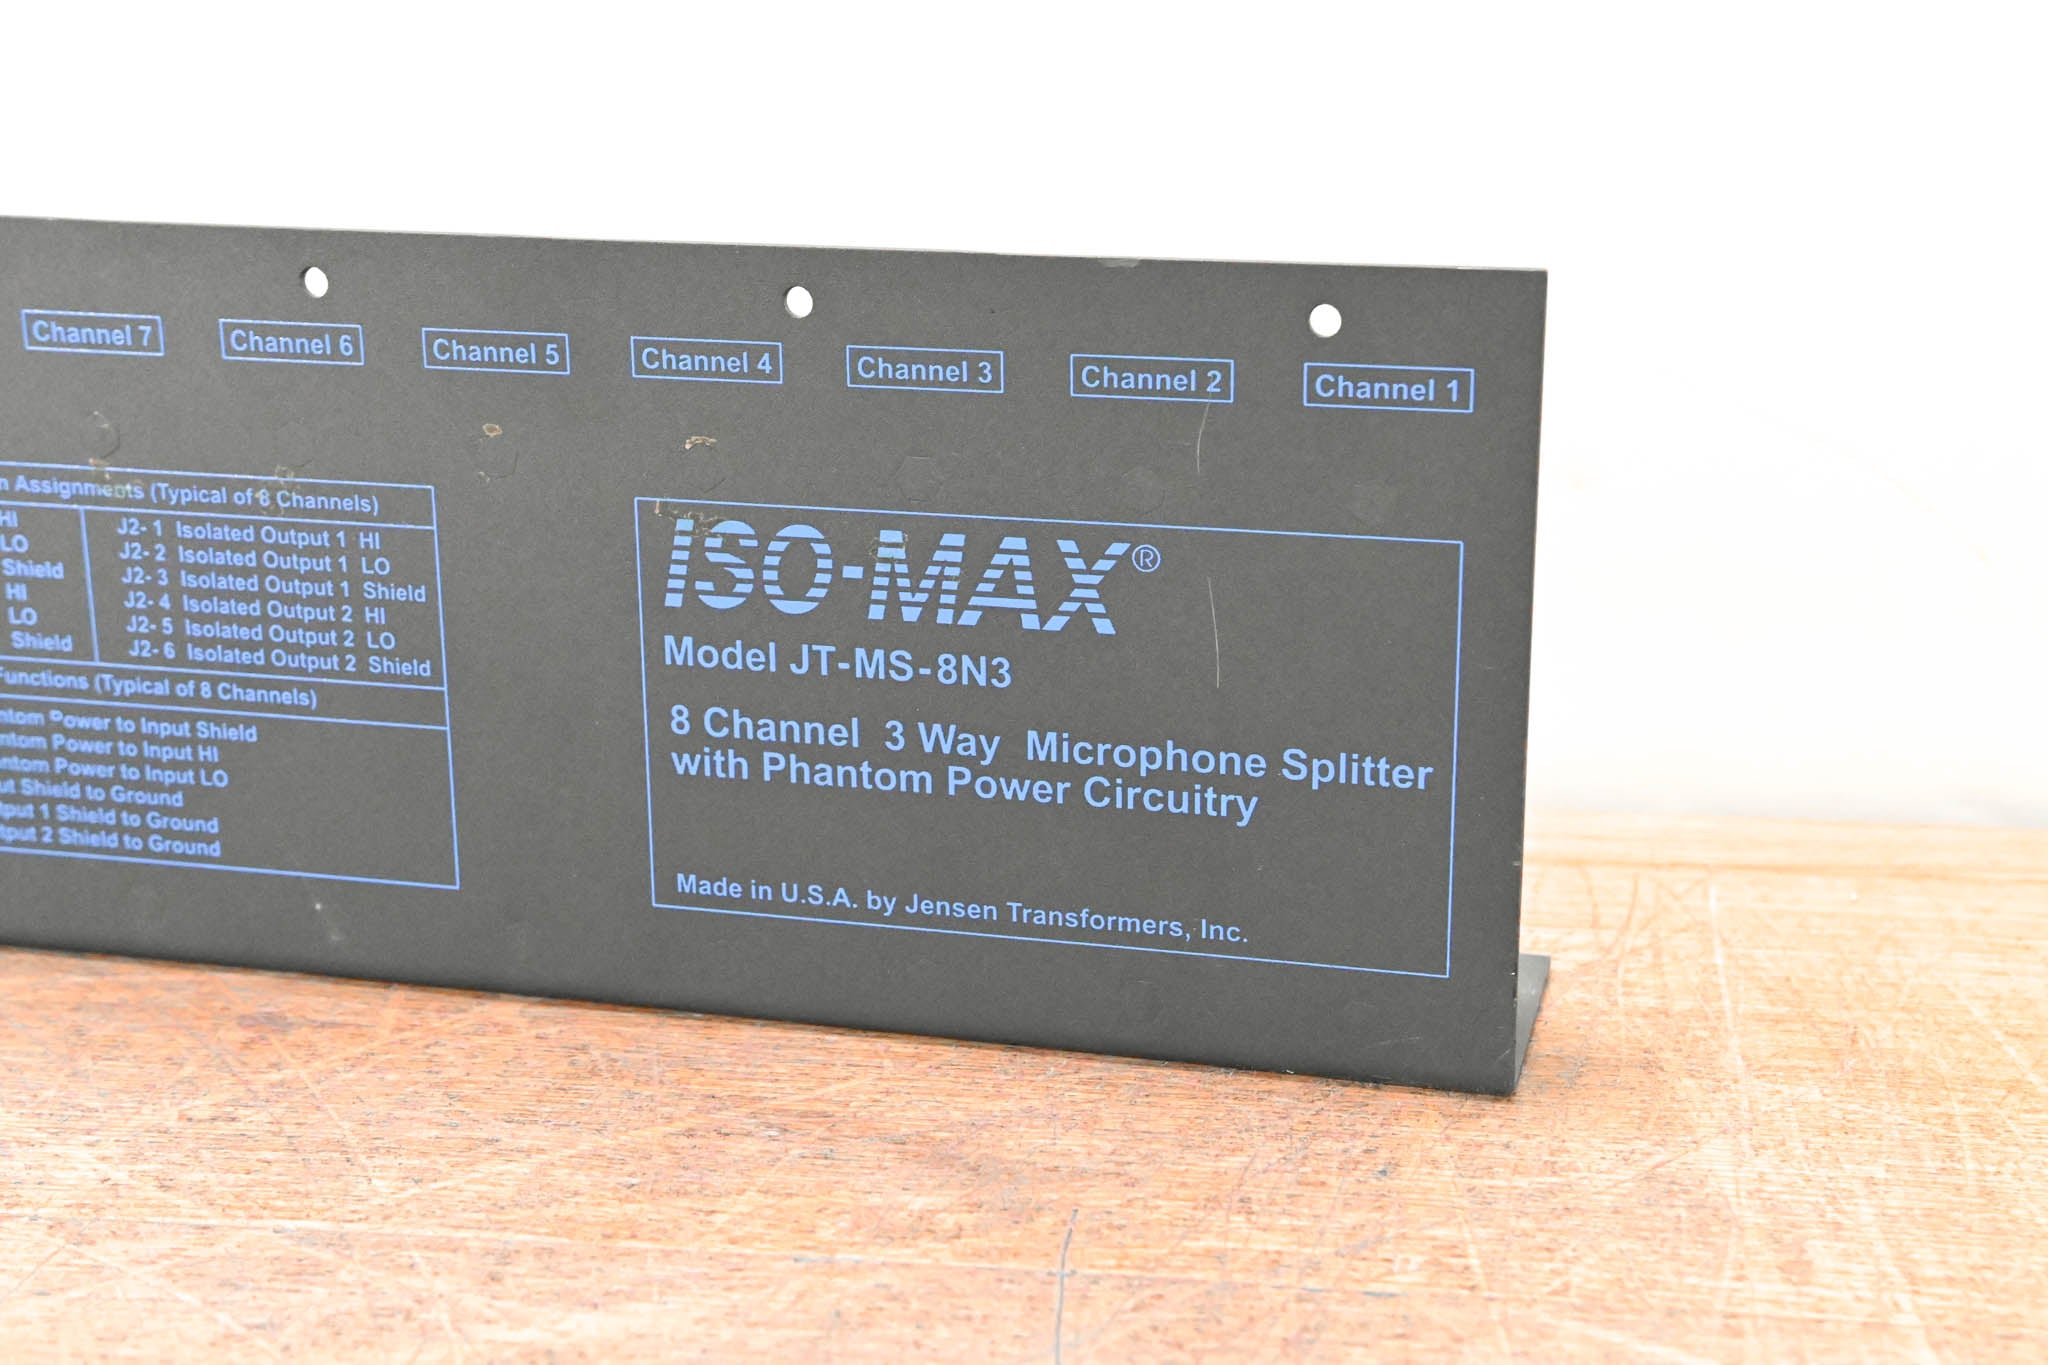 Channel 7
Channel 6
Channel 5
Channel 4
Channel 3
Channel 2
Channel 1
Assignments (Typical of 8 Channels)
HI
LO
Shield
HI
LO
Shield
J2- 1 Isolated Output 1 HI
J2- 2 Isolated Output 1 LO
J2- 3 Isolated Output 1 Shield
J2- 4 Isolated Output 2 HI
J2- 5 Isolated Output 2 LO
J2- 6 Isolated Output 2 Shield
Functions (Typical of 8 Channels)
Power to Input Shield
Power to Input HI
Power to Input LO
Shield to Ground
1 Shield to Ground
2 Shield to Ground
ISO-MAX®
Model JT-MS-8N3
8 Channel 3 Way Microphone Splitter
with Phantom Power Circuitry
Made in U.S.A. by Jensen Transformers, Inc.